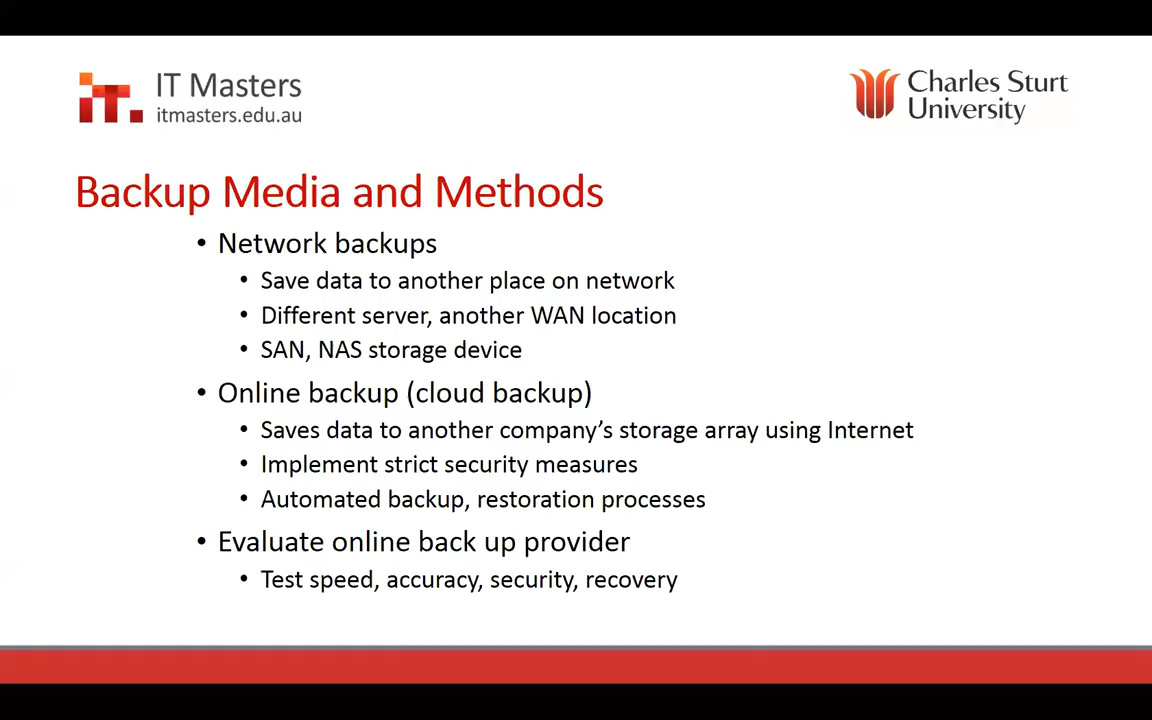 IT Masters
itmasters.edu.au
Charles Sturt
University
Backup Media and Methods
• Network backups
• Save data to another place on network
• Different server, another WAN location
• SAN, NAS storage device
• Online backup (cloud backup)
• Saves data to another company’s storage array using Internet
• Implement strict security measures
• Automated backup, restoration processes
• Evaluate online back up provider
• Test speed, accuracy, security, recovery